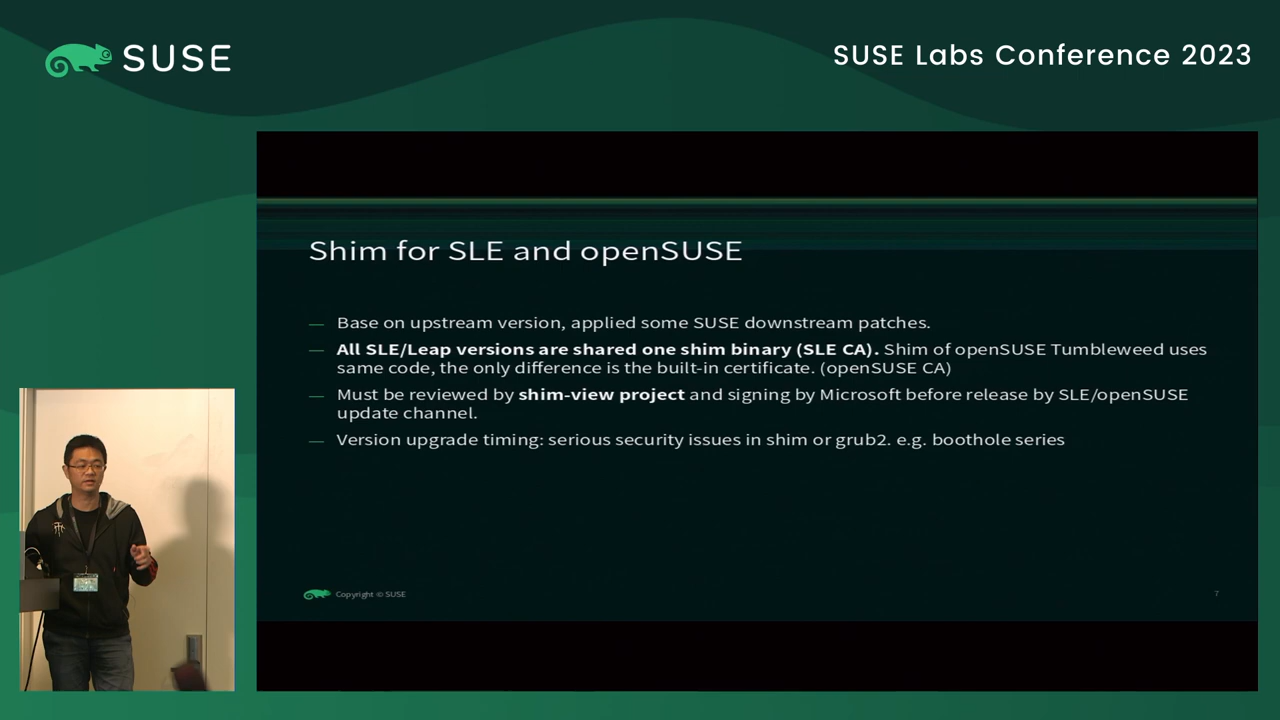 SUSE
SUSE Labs Conference 2023
Shim for SLE and openSUSE
— Base on upstream version, applied some SUSE downstream patches.
— All SLE/Leap versions are shared one shim binary (SLE CA). Shim of openSUSE Tumbleweed uses
same code, the only difference is the built-in certificate. (openSUSE CA)
— Must be reviewed by shim-view project and signing by Microsoft before release by SLE/openSUSE
update channel.
— Version upgrade timing: serious security issues in shim or grub2. e.g. boothole series
Copyright © SUSE
7